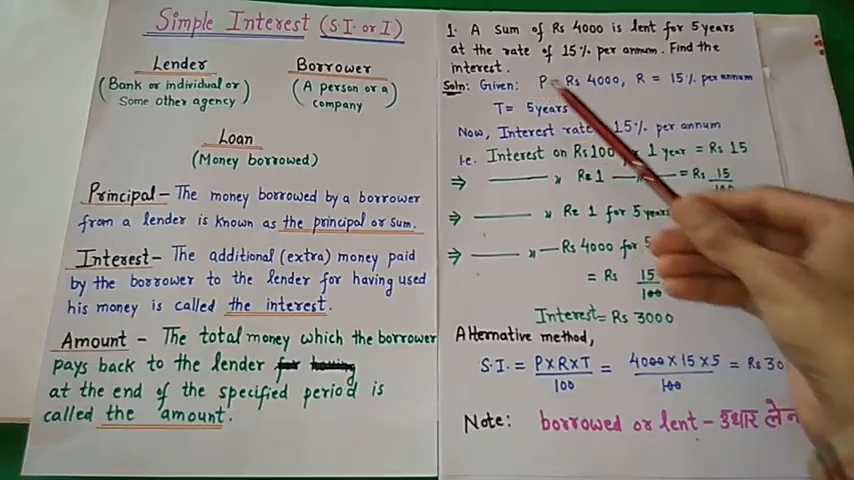 Simple Interest (S.I. or I)
Lender
(Bank or individual or
Some other agency)
Borrower
(A person or a
company)
Loan
(Money borrowed)
Principal - The money borrowed by a borrower
from a lender is known as the principal or sum.
Interest - The additional (extra) money paid
by the borrower to the lender for having used
his money is called the interest.
Amount - The total money which the borrower
pays back to the lender for having
at the end of the specified period is
called the amount.
1. A sum of Rs 4000 is lent for 5 years
at the rate of 15% per annum. Find the
interest.
Soln: Given: P Rs 4000, R = 15% per annum
T = 5 years
Now, Interest rate 15% per annum
i.e. Interest on Rs 100 1 year = Rs 15
⇒ ——— " Re 1 — = Rs 15/100
⇒ ——— " Re 1 for 5 years
⇒ ——— " — Rs 4000 for 5
= Rs 15/100
Interest = Rs 3000
Alternative method,
S.I. = P×R×T/100 = 4000×15×5/100 = Rs 30
Note: borrowed or lent - उधार लेन